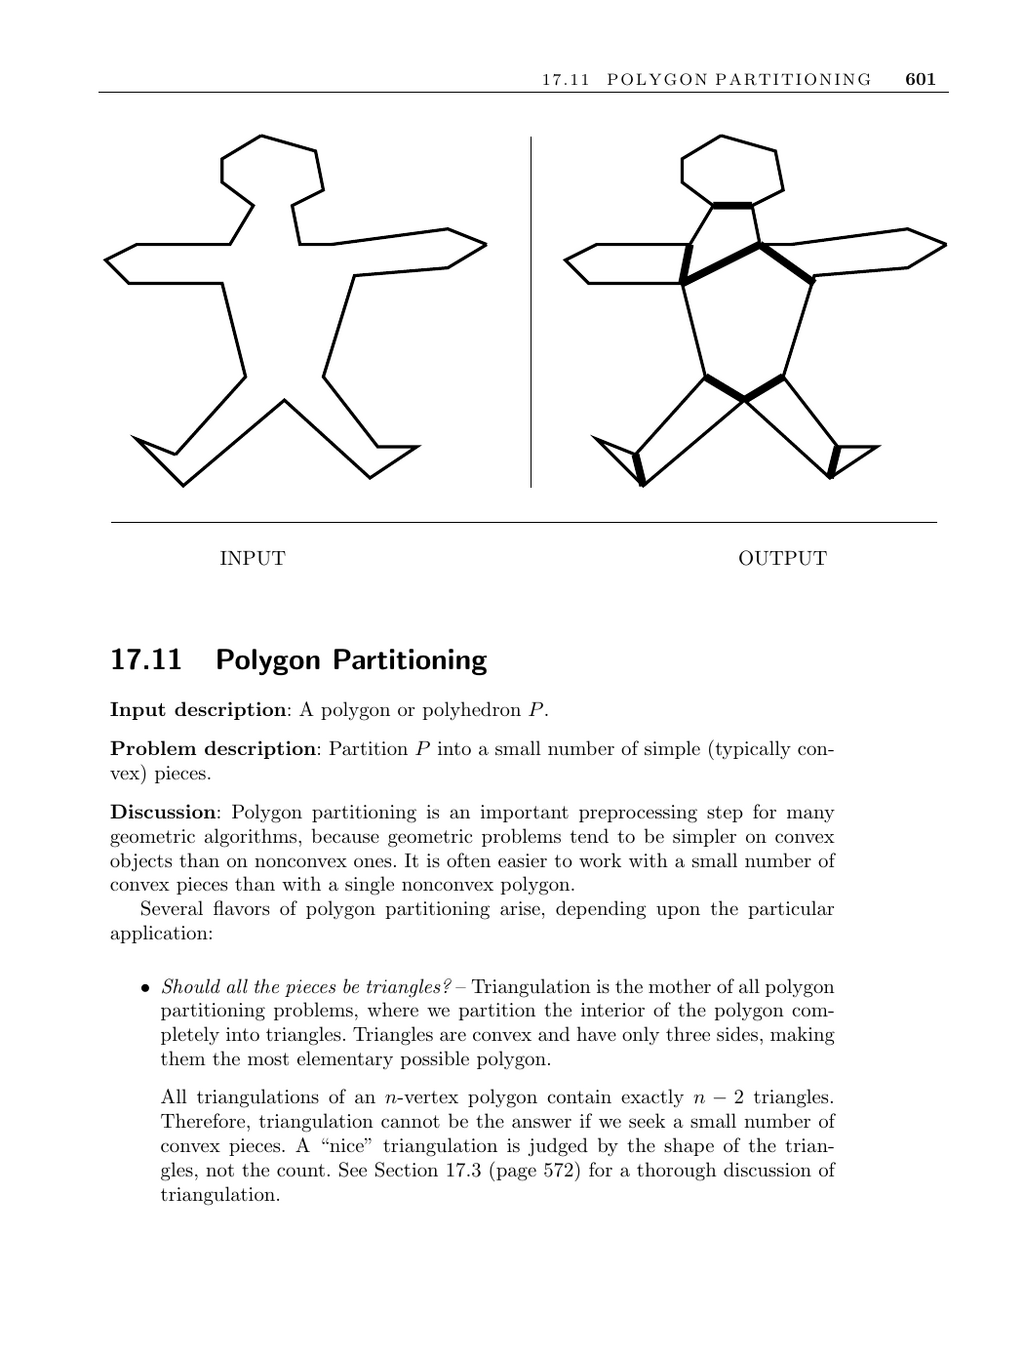 17.11 POLYGON PARTITIONING 601
INPUT OUTPUT
17.11 Polygon Partitioning
Input description: A polygon or polyhedron P.
Problem description: Partition P into a small number of simple (typically con-
vex) pieces.
Discussion: Polygon partitioning is an important preprocessing step for many
geometric algorithms, because geometric problems tend to be simpler on convex
objects than on nonconvex ones. It is often easier to work with a small number of
convex pieces than with a single nonconvex polygon.
Several flavors of polygon partitioning arise, depending upon the particular
application:
• Should all the pieces be triangles? – Triangulation is the mother of all polygon
partitioning problems, where we partition the interior of the polygon com-
pletely into triangles. Triangles are convex and have only three sides, making
them the most elementary possible polygon.
All triangulations of an n-vertex polygon contain exactly n − 2 triangles.
Therefore, triangulation cannot be the answer if we seek a small number of
convex pieces. A “nice” triangulation is judged by the shape of the trian-
gles, not the count. See Section 17.3 (page 572) for a thorough discussion of
triangulation.